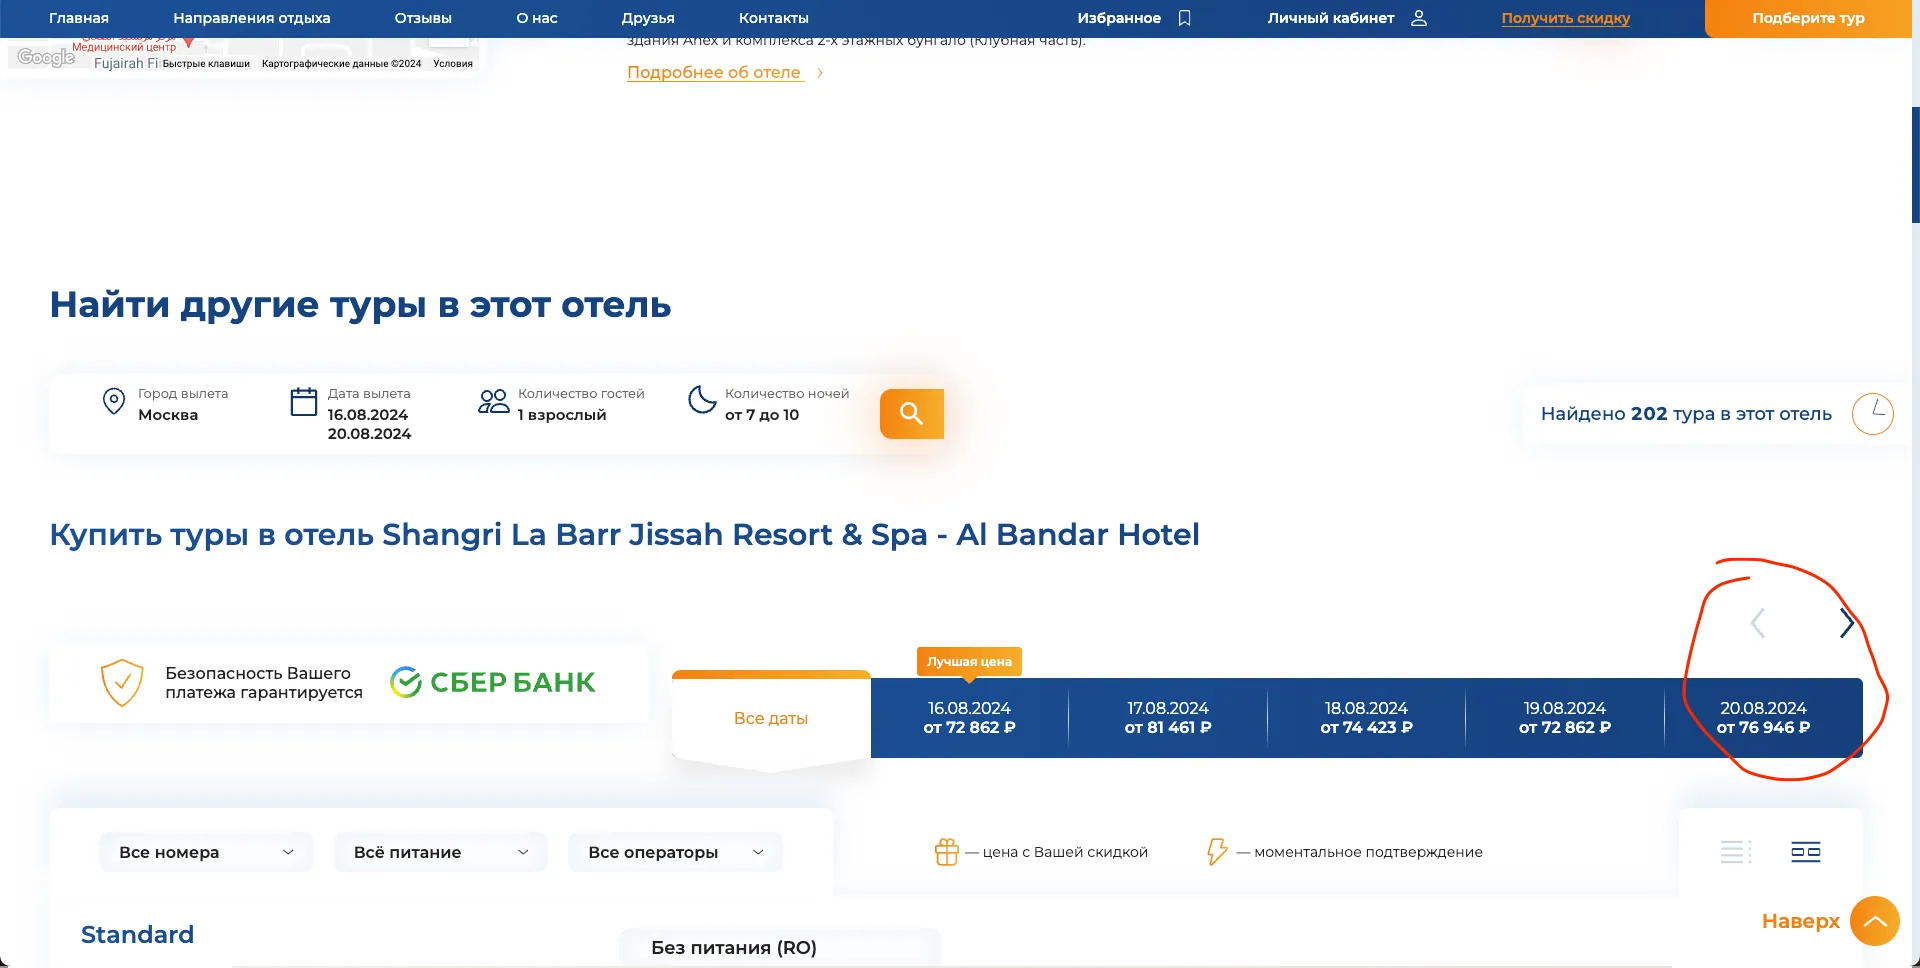 Главная
Направления отдыха
Отзывы
О нас
Друзья
Контакты
Избранное
Личный кабинет
Получить скидку
Подберите тур
здания Anex и комплекса 2-х этажных бунгало (Клубная часть).
Медицинский центр
Google
Fujairah Fi
Быстрые клавиши
Картографические данные ©2024
Условия
Подробнее об отеле
Найти другие туры в этот отель
Город вылета
Москва
Дата вылета
16.08.2024
20.08.2024
Количество гостей
1 взрослый
Количество ночей
от 7 до 10
Найдено 202 тура в этот отель
Купить туры в отель Shangri La Barr Jissah Resort & Spa - Al Bandar Hotel
Безопасность Вашего
платежа гарантируется
СБЕР БАНК
Все даты
Лучшая цена
16.08.2024
от 72 862 ₽
17.08.2024
от 81 461 ₽
18.08.2024
от 74 423 ₽
19.08.2024
от 72 862 ₽
20.08.2024
от 76 946 ₽
Все номера
Всё питание
Все операторы
— цена с Вашей скидкой
— моментальное подтверждение
Наверх
Standard
Без питания (RO)